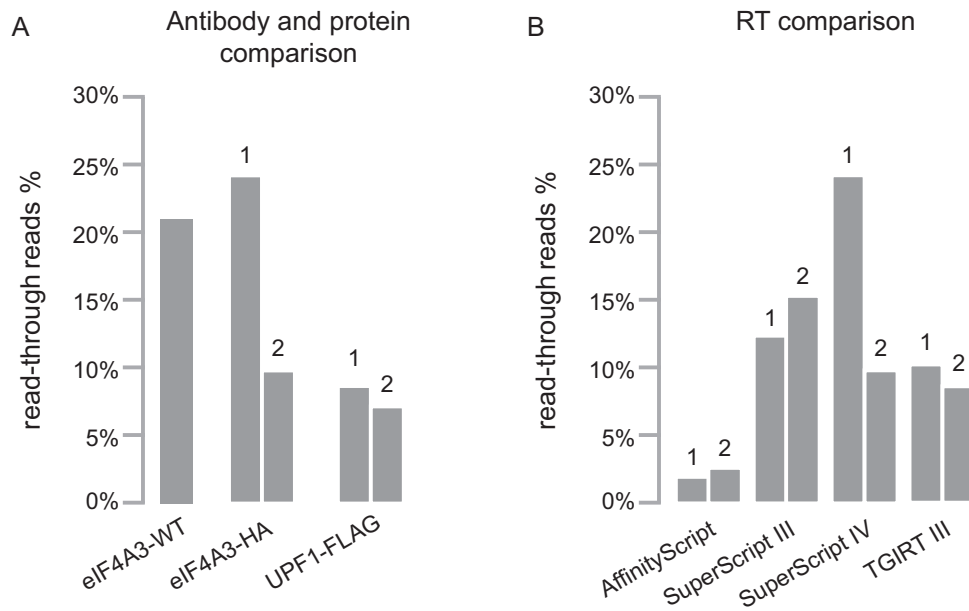 A
Antibody and protein
comparison
read-through reads %
30%
25%
20%
15%
10%
5%
0%
1
2
1
2
eIF4A3-WT
eIF4A3-HA
UPF1-FLAG
B
RT comparison
read-through reads %
30%
25%
20%
15%
10%
5%
0%
1
2
1
2
1
2
1
2
AffinityScript
SuperScript III
SuperScript IV
TGIRT III